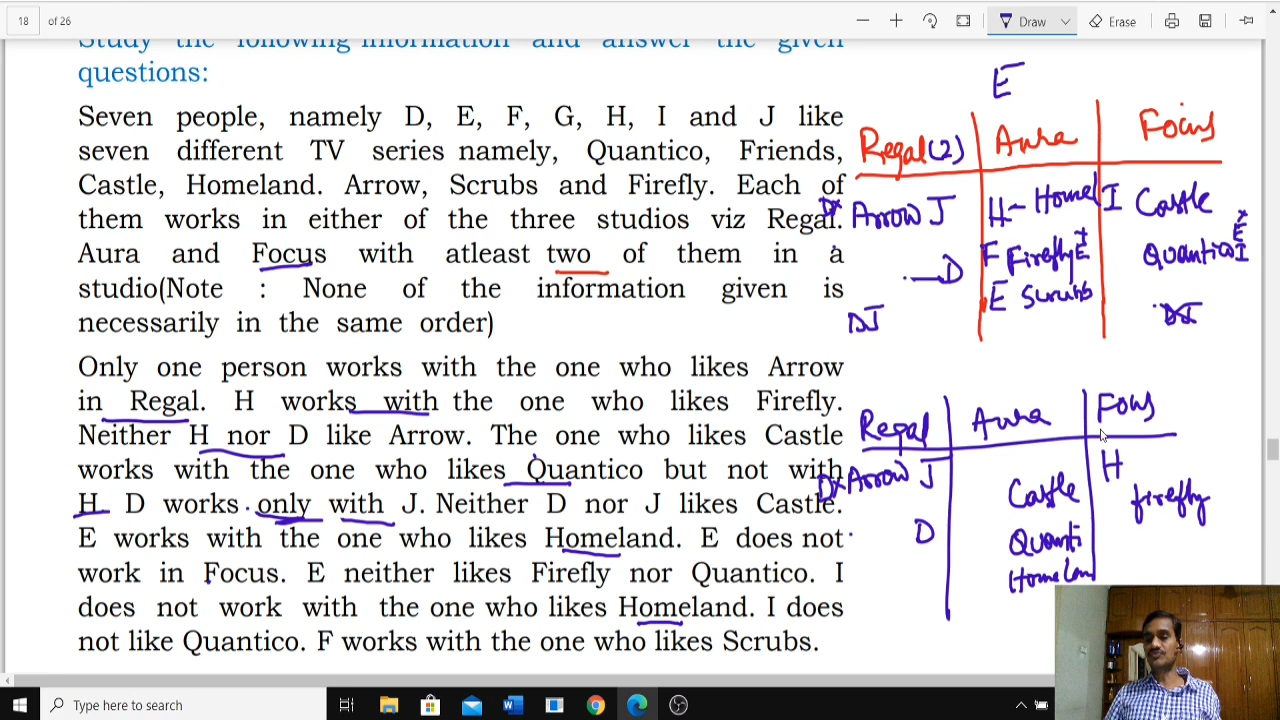 18 of 26
Draw
Erase
Study the following information and answer the given
questions:
Seven people, namely D, E, F, G, H, I and J like
seven different TV series namely, Quantico, Friends,
Castle, Homeland. Arrow, Scrubs and Firefly. Each of
them works in either of the three studios viz Regal.
Aura and Focus with atleast two of them in a
studio(Note : None of the information given is
necessarily in the same order)
Only one person works with the one who likes Arrow
in Regal. H works with the one who likes Firefly.
Neither H nor D like Arrow. The one who likes Castle
works with the one who likes Quantico but not with
H. D works only with J. Neither D nor J likes Castle.
E works with the one who likes Homeland. E does not
work in Focus. E neither likes Firefly nor Quantico. I
does not work with the one who likes Homeland. I does
not like Quantico. F works with the one who likes Scrubs.
E
Regal(2) Aura Focus
Dx Arrow J H- Homel I Castle
D F Firefly Ex Quantico
E Scrubs
DJ
Regal Aura Focus
Dx Arrow J Castle H
D Quanti firefly
Homelan
Type here to search